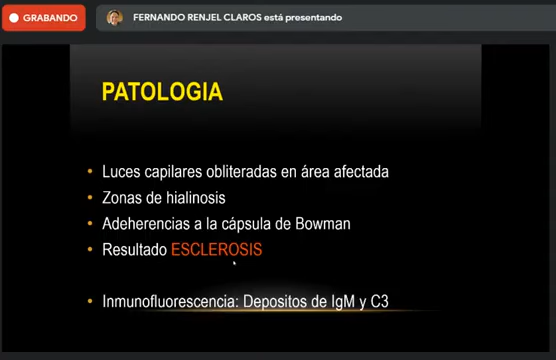 GRABANDO
FERNANDO RENJEL CLAROS está presentando
PATOLOGIA
• Luces capilares obliteradas en área afectada
• Zonas de hialinosis
• Adeherencias a la cápsula de Bowman
• Resultado ESCLEROSIS
• Inmunofluorescencia: Depositos de IgM y C3